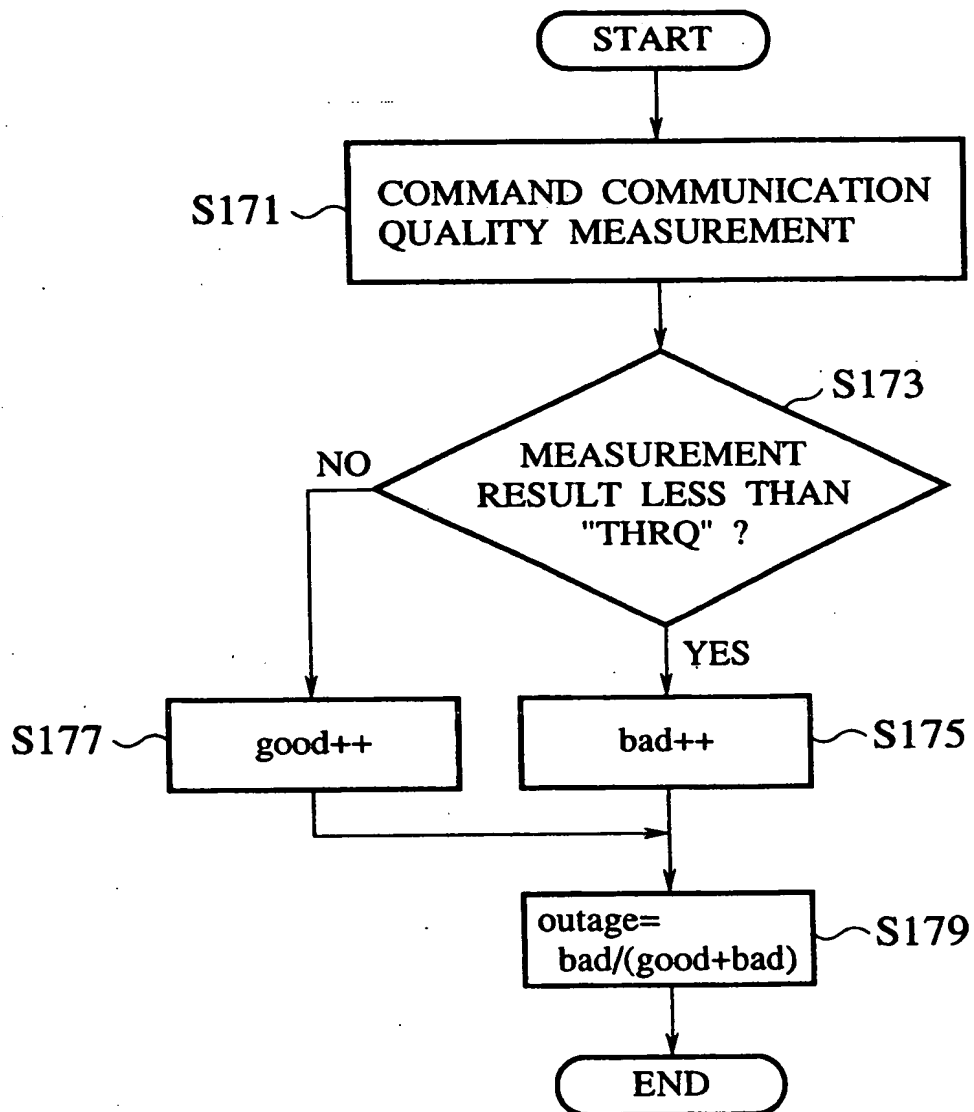 START
S171
COMMAND COMMUNICATION
QUALITY MEASUREMENT
S173
MEASUREMENT
RESULT LESS THAN
"THRQ" ?
NO
YES
S177
good++
bad++
S175
outage=
bad/(good+bad)
S179
END